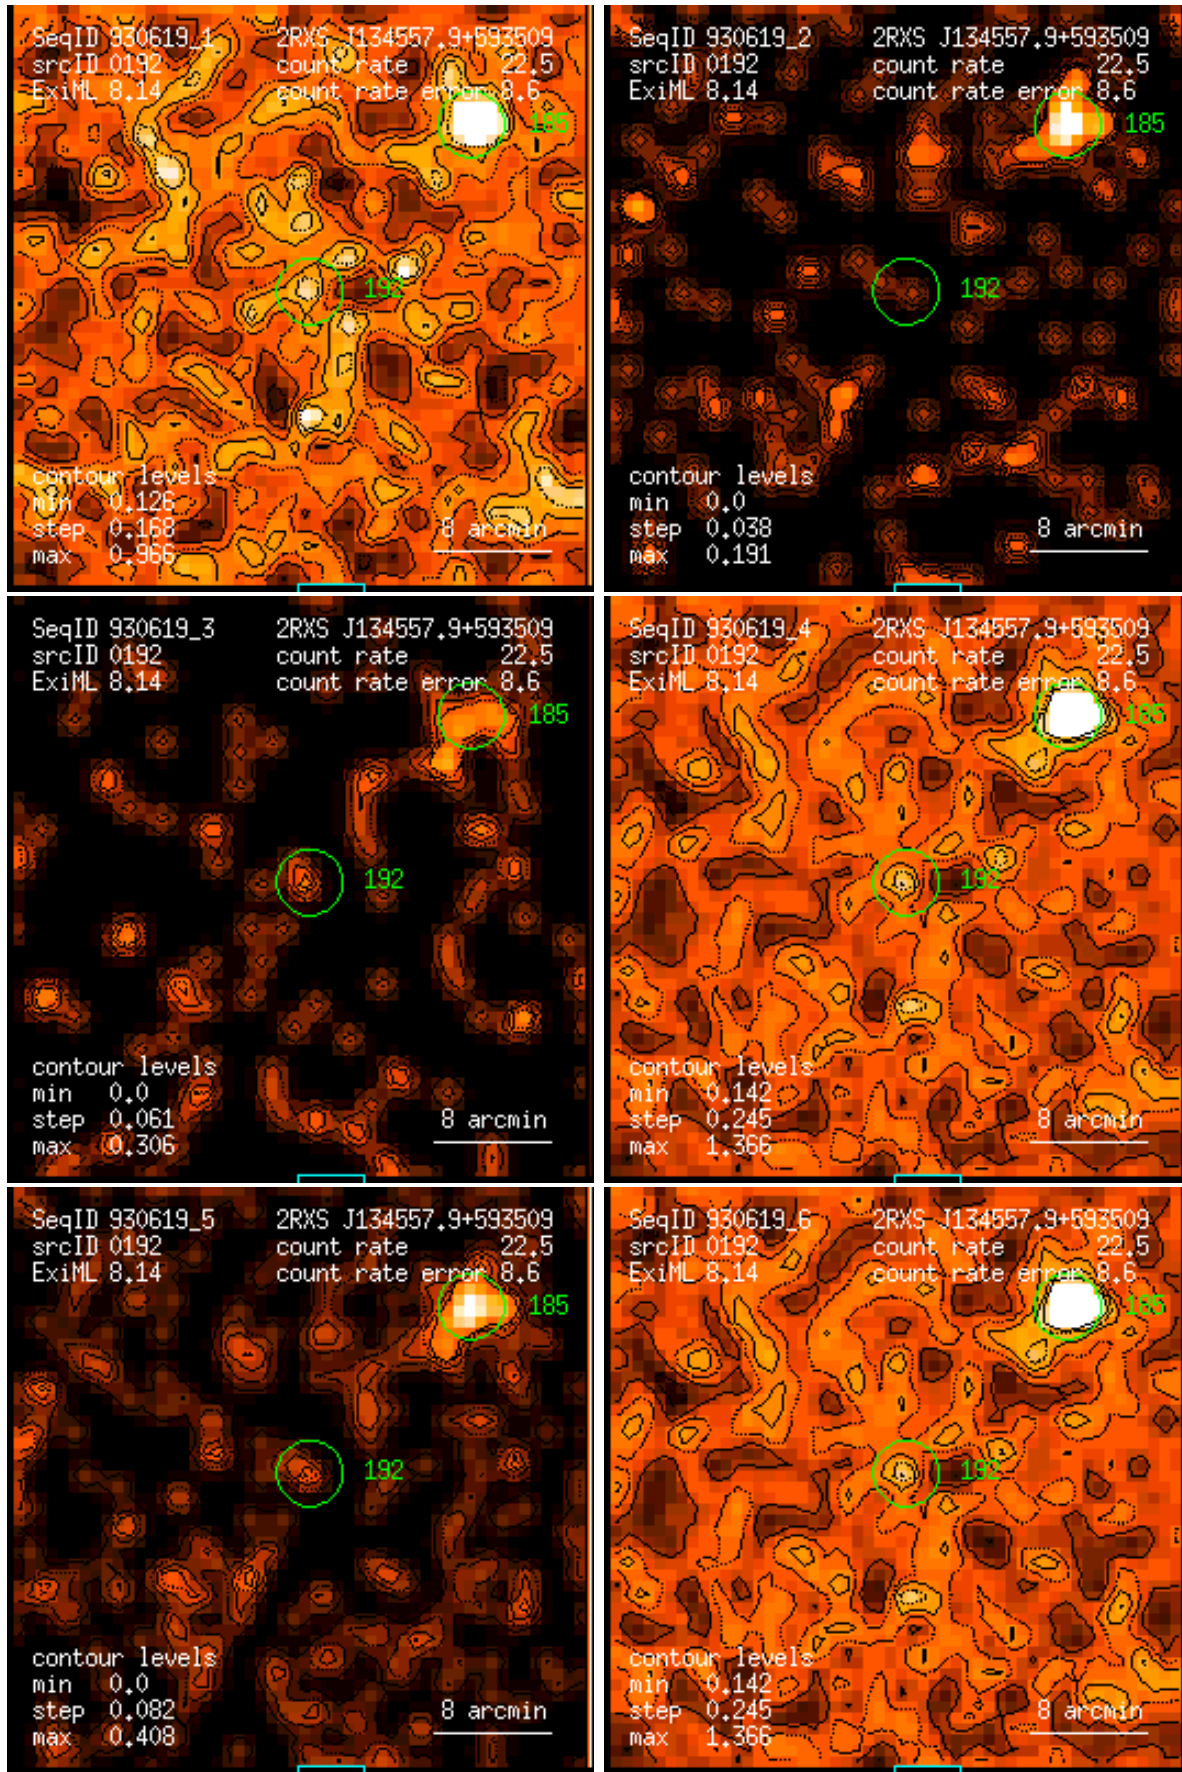 SeqID 930619_1 2RXS J134557.9+593509
srcID 0192 count rate 22.5
ExiML 8.14 count rate error 8.6
185
192
contour levels
min 0.126
step 0.168
max 0.966
8 arcmin
SeqID 930619_2 2RXS J134557.9+593509
srcID 0192 count rate 22.5
ExiML 8.14 count rate error 8.6
185
192
contour levels
min 0.0
step 0.038
max 0.191
8 arcmin
SeqID 930619_3 2RXS J134557.9+593509
srcID 0192 count rate 22.5
ExiML 8.14 count rate error 8.6
185
192
contour levels
min 0.0
step 0.061
max 0.306
8 arcmin
SeqID 930619_4 2RXS J134557.9+593509
srcID 0192 count rate 22.5
ExiML 8.14 count rate error 8.6
185
192
contour levels
min 0.142
step 0.245
max 1.366
8 arcmin
SeqID 930619_5 2RXS J134557.9+593509
srcID 0192 count rate 22.5
ExiML 8.14 count rate error 8.6
185
192
contour levels
min 0.0
step 0.082
max 0.408
8 arcmin
SeqID 930619_6 2RXS J134557.9+593509
srcID 0192 count rate 22.5
ExiML 8.14 count rate error 8.6
185
192
contour levels
min 0.142
step 0.245
max 1.366
8 arcmin